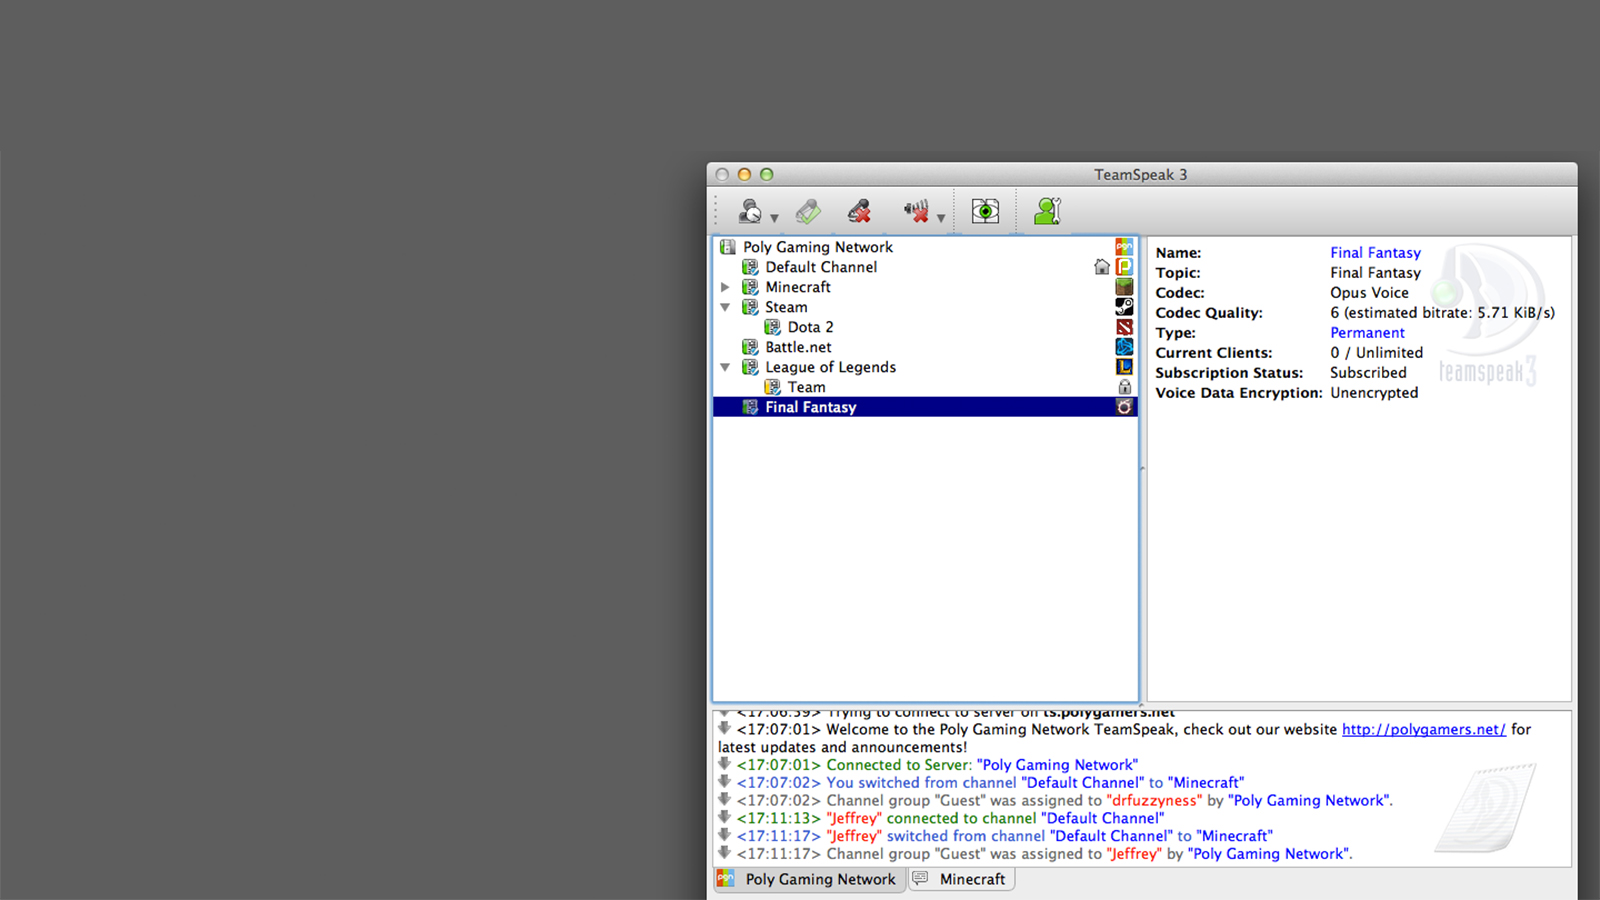 TeamSpeak 3
Poly Gaming Network
pgn
Default Channel
Minecraft
Steam
Dota 2
Battle.net
League of Legends
Team
Final Fantasy
Name: Final Fantasy
Topic: Final Fantasy
Codec: Opus Voice
Codec Quality: 6 (estimated bitrate: 5.71 KiB/s)
Type: Permanent
Current Clients: 0 / Unlimited
Subscription Status: Subscribed
Voice Data Encryption: Unencrypted
teamspeak3
<17:06:59> Trying to connect to server on ts.polygamers.net
<17:07:01> Welcome to the Poly Gaming Network TeamSpeak, check out our website http://polygamers.net/ for
latest updates and announcements!
<17:07:01> Connected to Server: "Poly Gaming Network"
<17:07:02> You switched from channel "Default Channel" to "Minecraft"
<17:07:02> Channel group "Guest" was assigned to "drfuzzyness" by "Poly Gaming Network".
<17:11:13> "Jeffrey" connected to channel "Default Channel"
<17:11:17> "Jeffrey" switched from channel "Default Channel" to "Minecraft"
<17:11:17> Channel group "Guest" was assigned to "Jeffrey" by "Poly Gaming Network".
pgn Poly Gaming Network
Minecraft